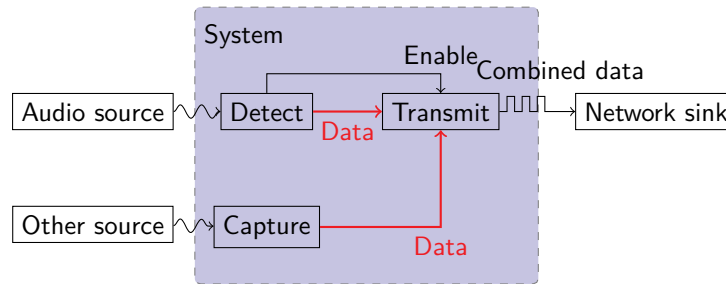 System
Enable
Combined data
Audio source
Detect
Data
Transmit
Network sink
Other source
Capture
Data